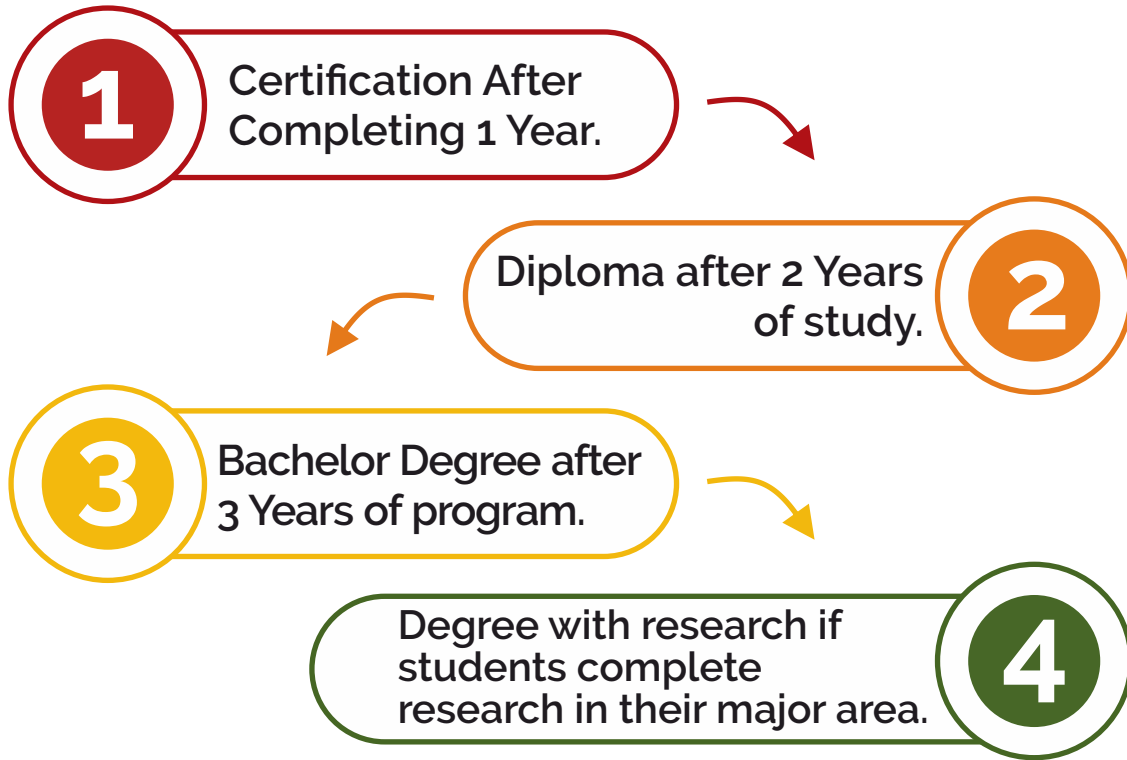 1
Certification After
Completing 1 Year.
2
Diploma after 2 Years
of study.
3
Bachelor Degree after
3 Years of program.
4
Degree with research if
students complete
research in their major area.